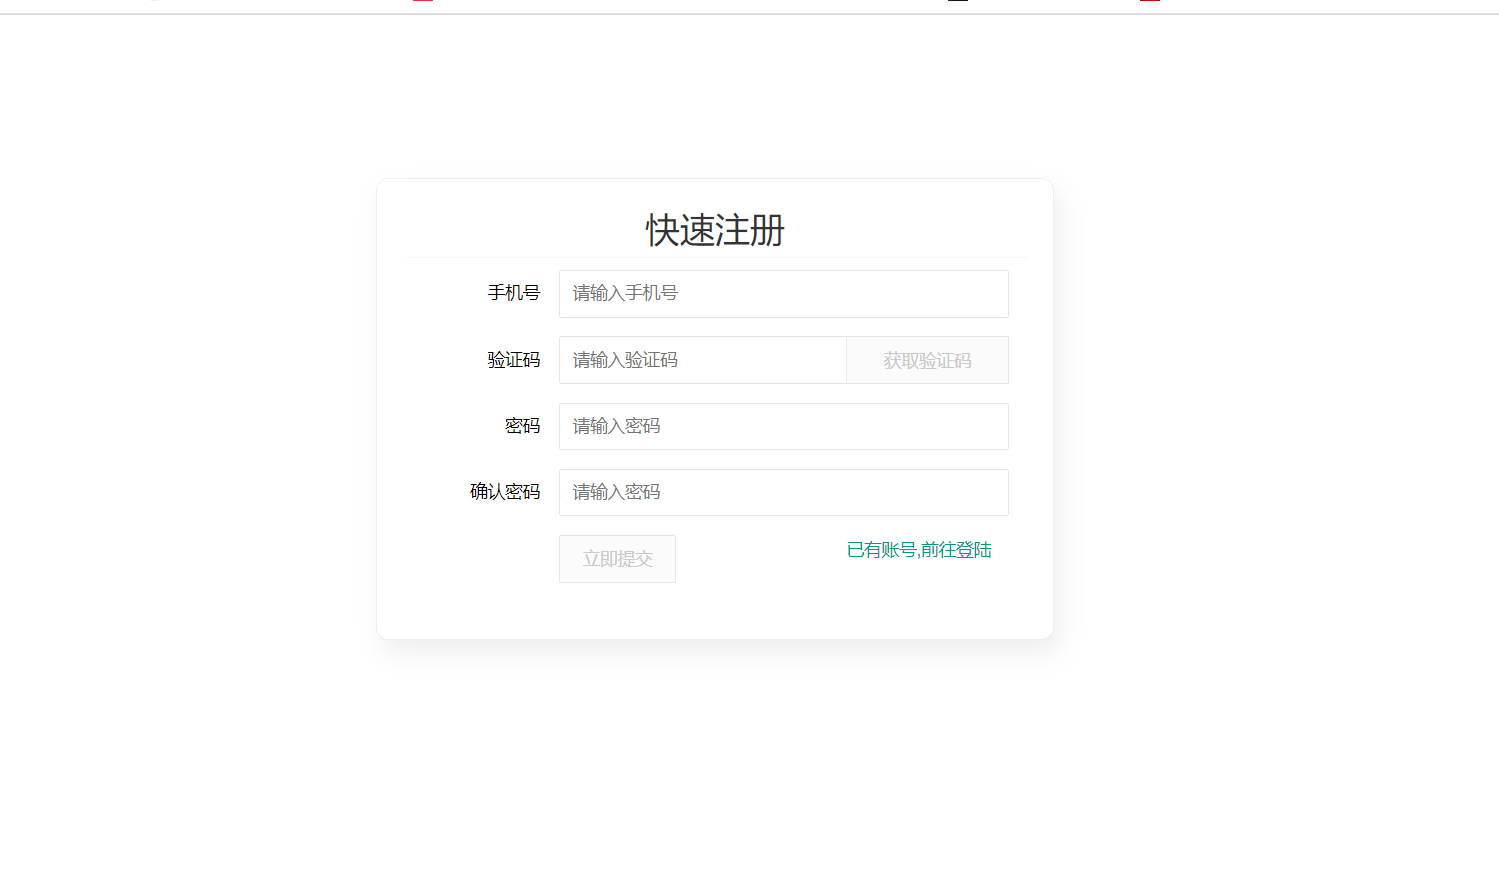 快速注册
手机号 请输入手机号
验证码 请输入验证码 获取验证码
密码 请输入密码
确认密码 请输入密码
立即提交 已有账号,前往登陆